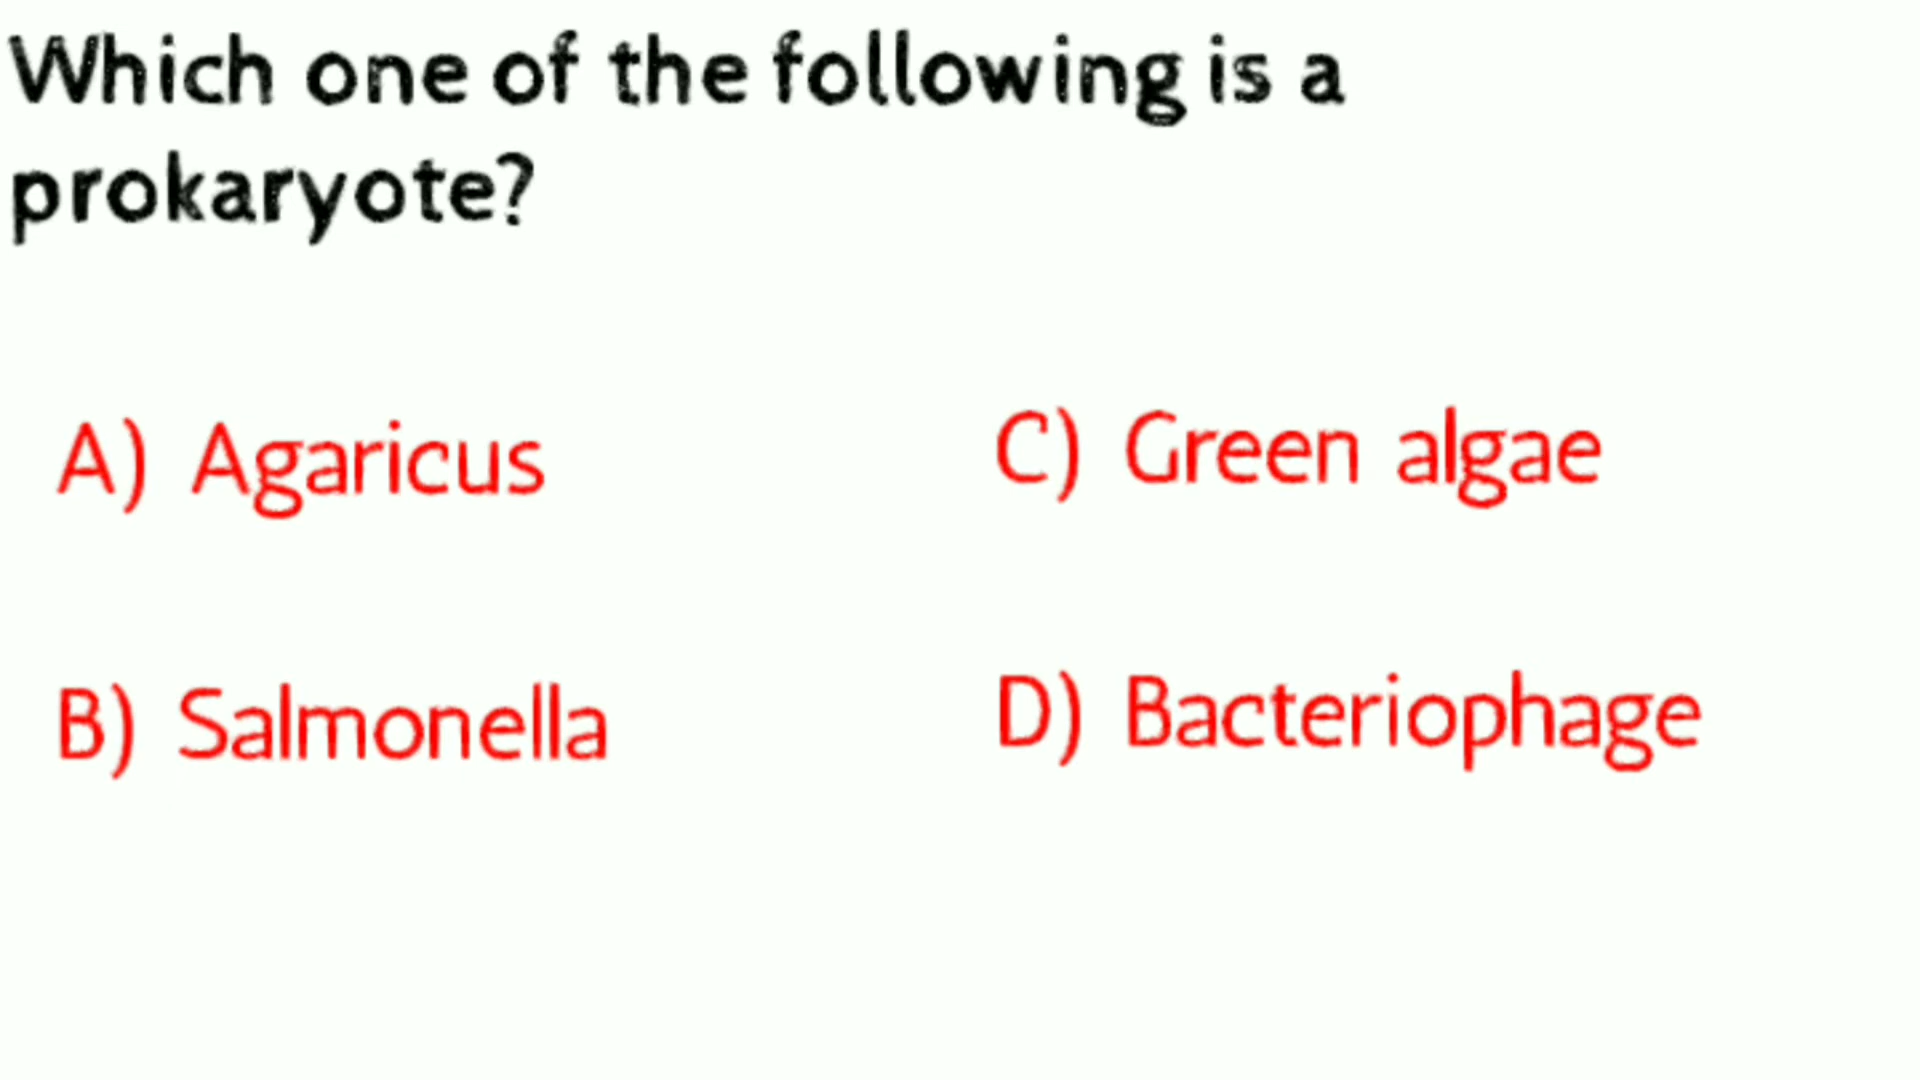 Which one of the following is a
prokaryote?
A) Agaricus
C) Green algae
B) Salmonella
D) Bacteriophage